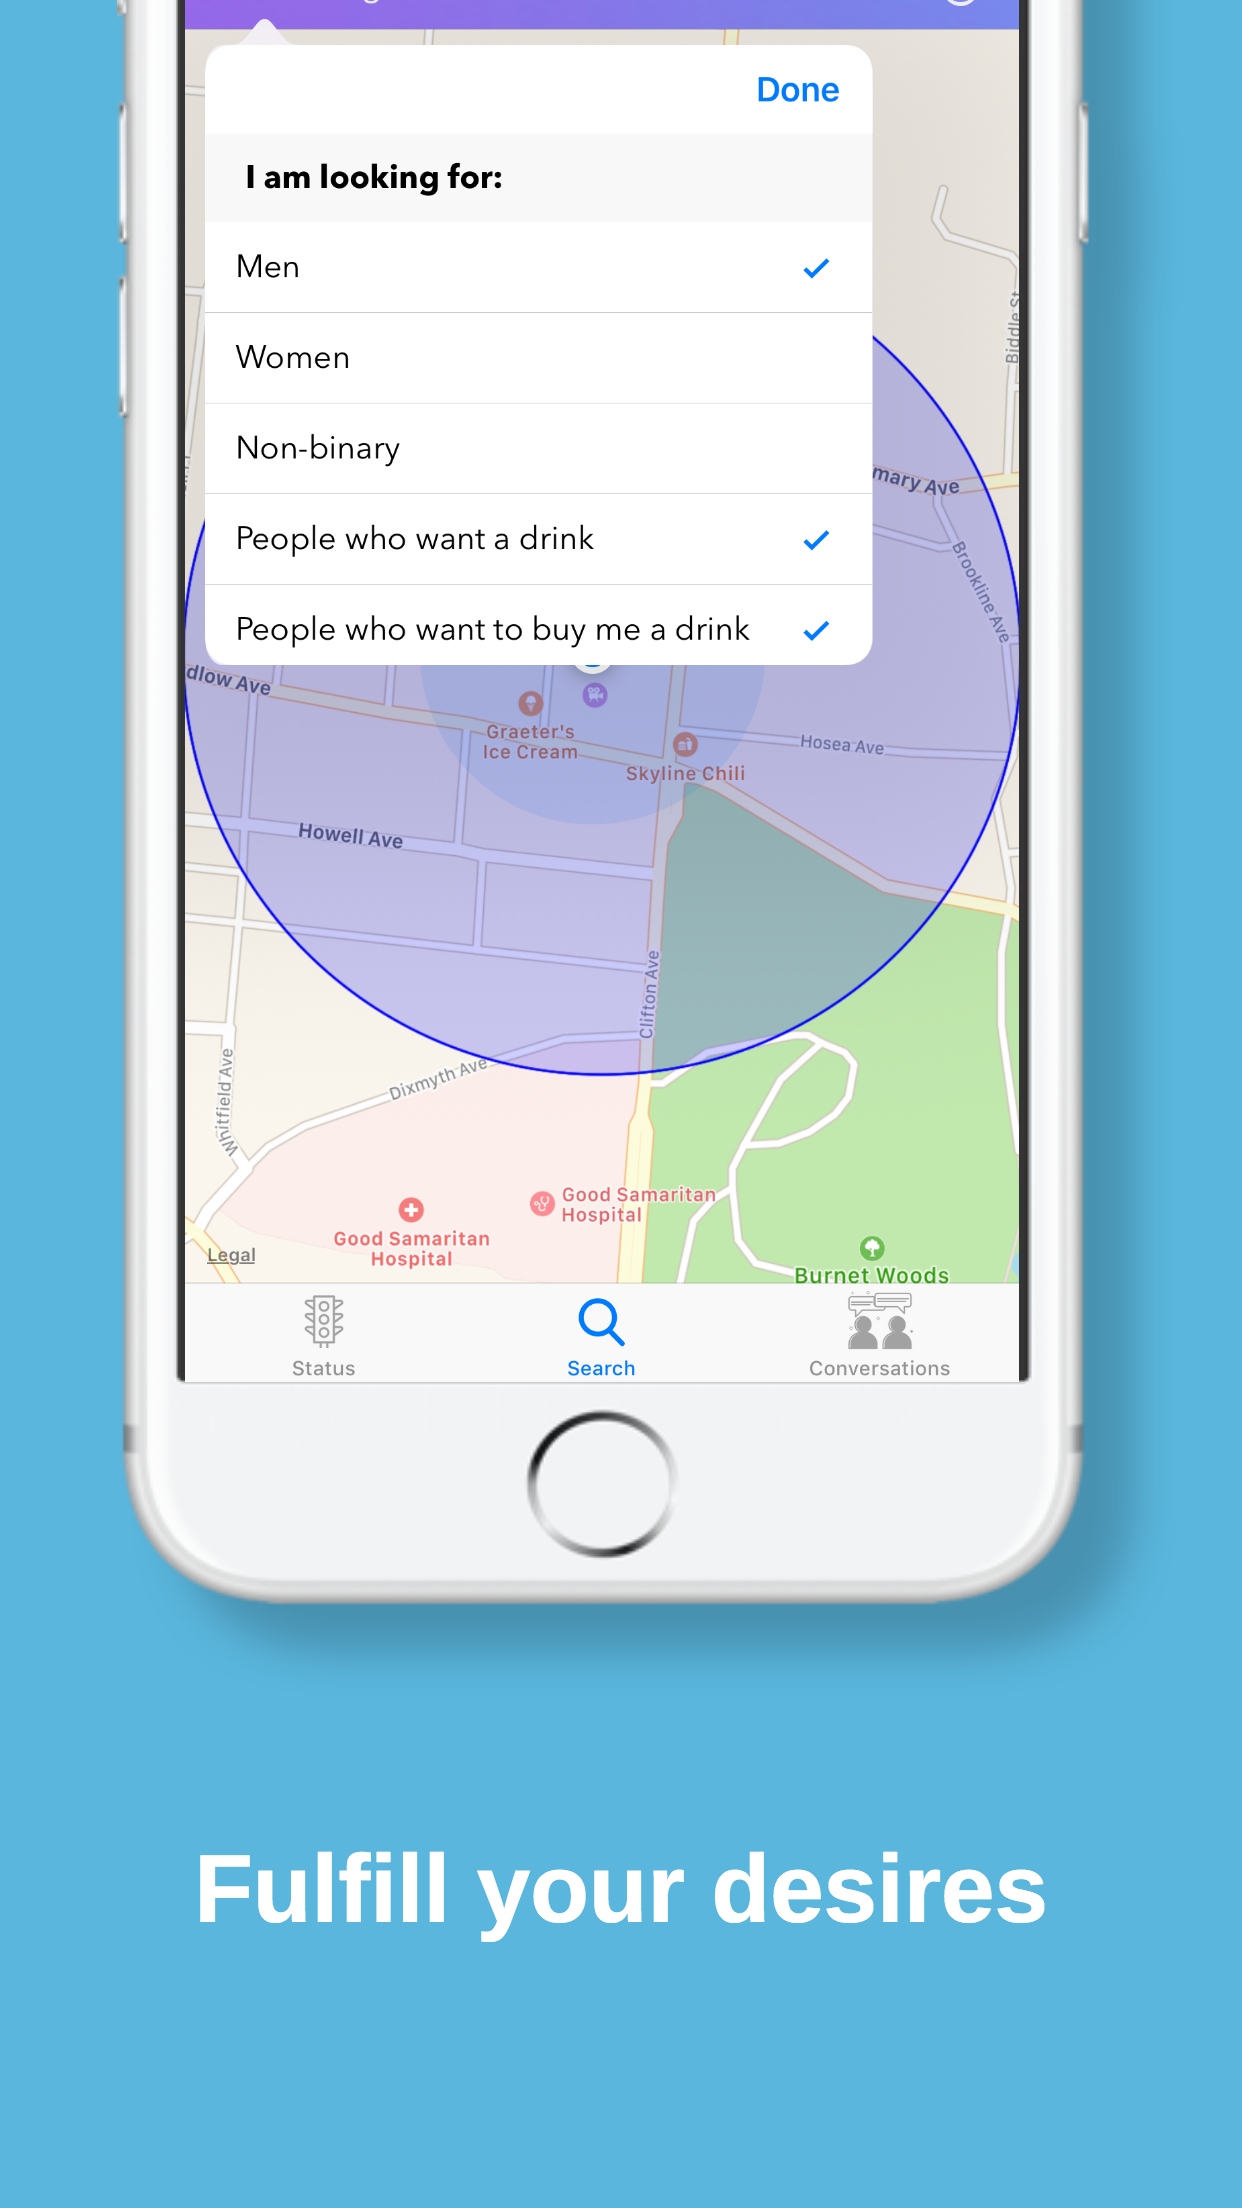 Done
I am looking for:
Men
Women
Non-binary
People who want a drink
People who want to buy me a drink
Biddle St
mary Ave
Brookline Ave
dlow Ave
Graeter's
Ice Cream
Skyline Chili
Hosea Ave
Howell Ave
Clifton Ave
Dixmyth Ave
Whitfield Ave
Good Samaritan
Hospital
Good Samaritan
Hospital
Legal
Burnet Woods
Status
Search
Conversations
Fulfill your desires